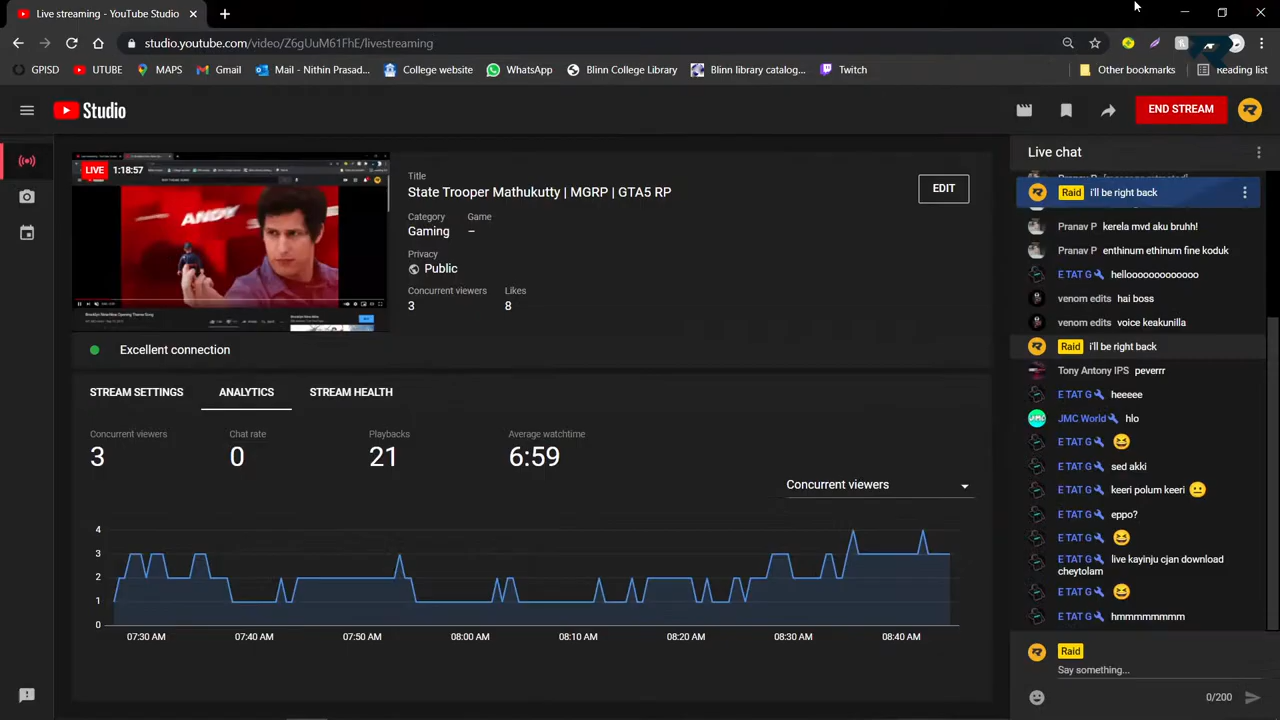 Live streaming - YouTube Studio
studio.youtube.com/video/Z6gUuM61FhE/livestreaming
GPISD UTUBE MAPS Gmail Mail - Nithin Prasad... College website WhatsApp Blinn College Library Blinn library catalog... Twitch Other bookmarks Reading list
Studio
END STREAM
LIVE 1:18:57
ANDY
Title
State Trooper Mathukutty | MGRP | GTA5 RP
EDIT
Category Game
Gaming –
Privacy
Public
Concurrent viewers Likes
3 8
Excellent connection
STREAM SETTINGS ANALYTICS STREAM HEALTH
Concurrent viewers Chat rate Playbacks Average watchtime
3 0 21 6:59
Concurrent viewers
4
3
2
1
0
07:30 AM 07:40 AM 07:50 AM 08:00 AM 08:10 AM 08:20 AM 08:30 AM 08:40 AM
Live chat
Raid i'll be right back
Pranav P kerela mvd aku bruhh!
Pranav P enthinum ethinum fine koduk
E TAT G hellooooooooooo
venom edits hai boss
venom edits voice keakunilla
Raid i'll be right back
Tony Antony IPS peverrr
E TAT G heeeee
JMC World hlo
E TAT G 😆
E TAT G sed akki
E TAT G keeri polum keeri 😐
E TAT G eppo?
E TAT G 😆
E TAT G live kayinju cjan download
cheytolam
E TAT G 😆
E TAT G hmmmmmmmm
Raid
Say something...
0/200